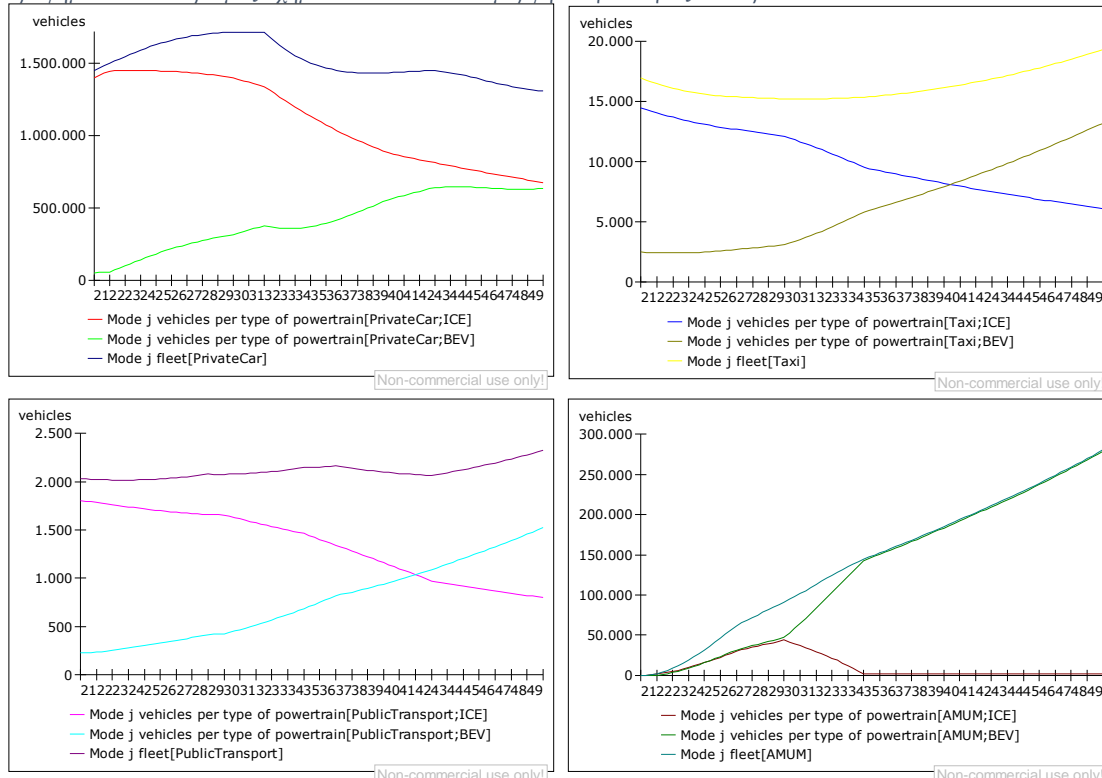 vehicles
1.500.000
1.000.000
500.000
0
2122232425262728293031323334353637383940414243444546474849
Mode j vehicles per type of powertrain[PrivateCar;ICE]
Mode j vehicles per type of powertrain[PrivateCar;BEV]
Mode j fleet[PrivateCar]
Non-commercial use only!
vehicles
20.000
15.000
10.000
5.000
0
2122232425262728293031323334353637383940414243444546474849
Mode j vehicles per type of powertrain[Taxi;ICE]
Mode j vehicles per type of powertrain[Taxi;BEV]
Mode j fleet[Taxi]
Non-commercial use only
vehicles
2.500
2.000
1.500
1.000
500
0
2122232425262728293031323334353637383940414243444546474849
Mode j vehicles per type of powertrain[PublicTransport;ICE]
Mode j vehicles per type of powertrain[PublicTransport;BEV]
Mode j fleet[PublicTransport]
Non-commercial use only!
vehicles
300.000
250.000
200.000
150.000
100.000
50.000
0
2122232425262728293031323334353637383940414243444546474849
Mode j vehicles per type of powertrain[AMUM;ICE]
Mode j vehicles per type of powertrain[AMUM;BEV]
Mode j fleet[AMUM]
Non-commercial use only